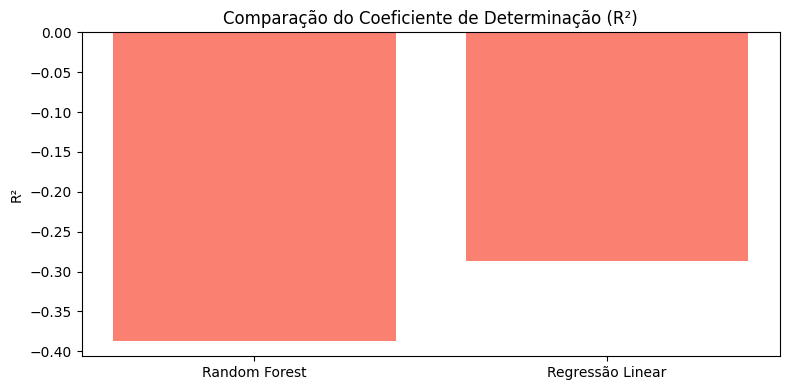 Comparação do Coeficiente de Determinação (R²)
0.00
−0.05
−0.10
−0.15
−0.20
−0.25
−0.30
−0.35
−0.40
R²
Random Forest
Regressão Linear